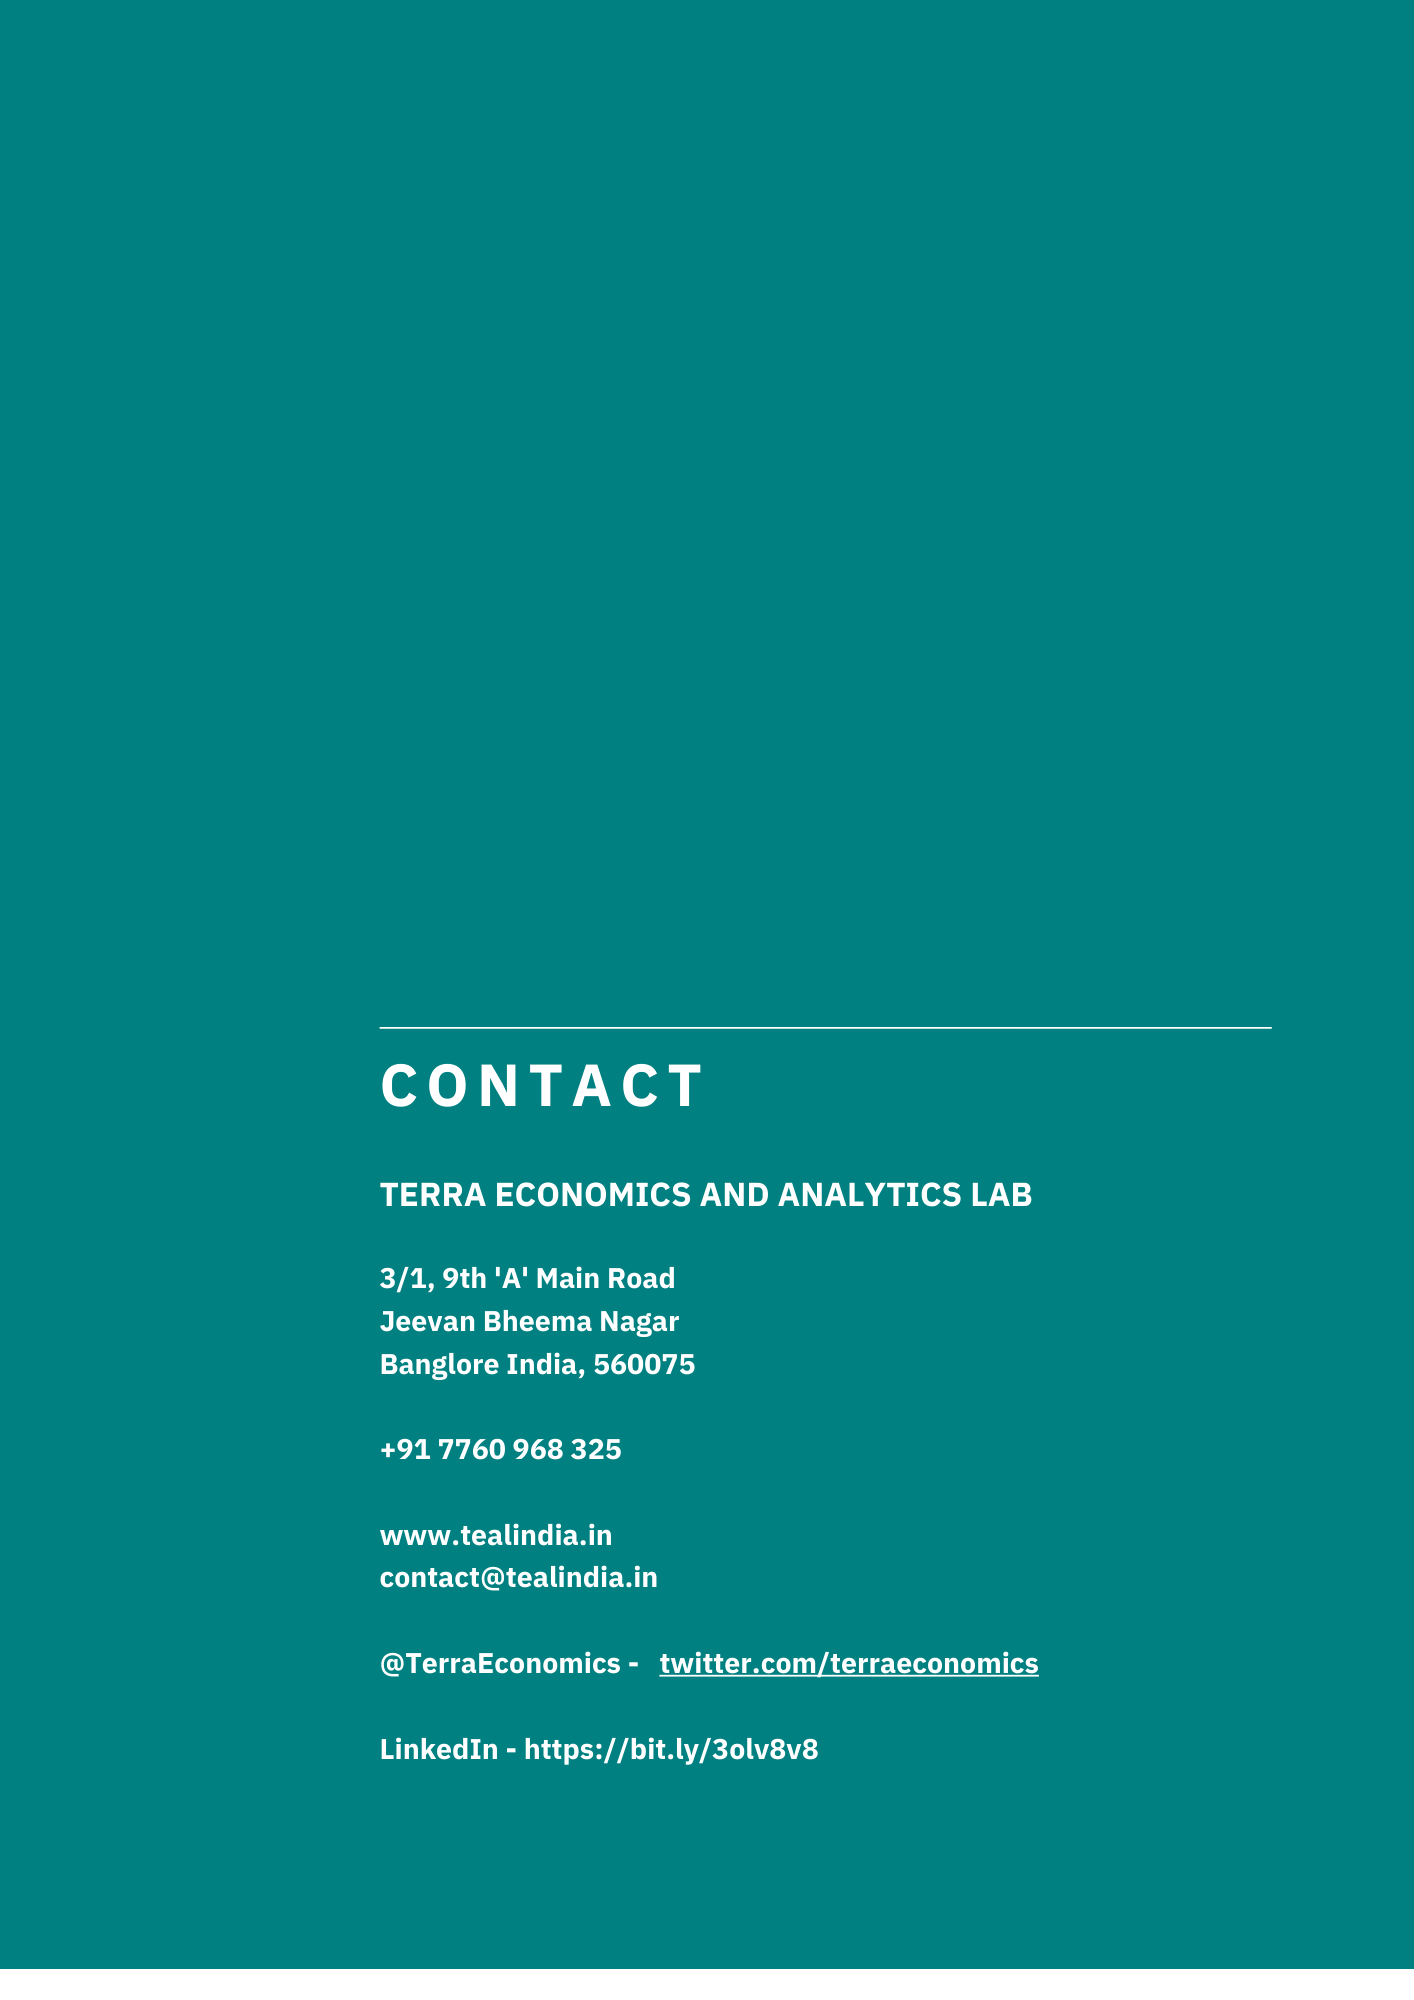 CONTACT
TERRA ECONOMICS AND ANALYTICS LAB
3/1, 9th 'A' Main Road
Jeevan Bheema Nagar
Banglore India, 560075
+91 7760 968 325
www.tealindia.in
contact@tealindia.in
@TerraEconomics - twitter.com/terraeconomics
LinkedIn - https://bit.ly/3olv8v8